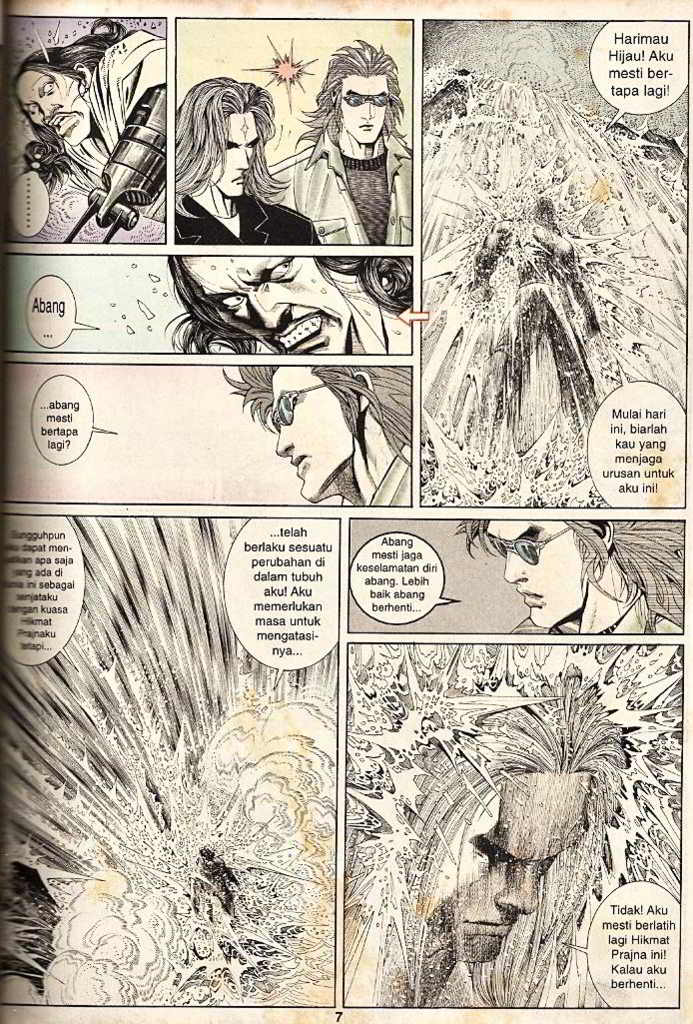 .........
Harimau
Hijau! Aku
mesti ber-
tapa lagi!
Abang
...
...abang
mesti
bertapa
lagi?
Mulai hari
ini, biarlah
kau yang
menjaga
urusan untuk
aku ini!
dapat men-
apa saja
yang ada di
ini sebagai
senjataku
dengan kuasa
Hikmat
Prajnaku
tetapi...
...telah
berlaku sesuatu
perubahan di
dalam tubuh
aku! Aku
memerlukan
masa untuk
mengatasi-
nya...
Abang
mesti jaga
keselamatan diri
abang. Lebih
baik abang
berhenti...
Tidak! Aku
mesti berlatih
lagi Hikmat
Prajna ini!
Kalau aku
berhenti...
7